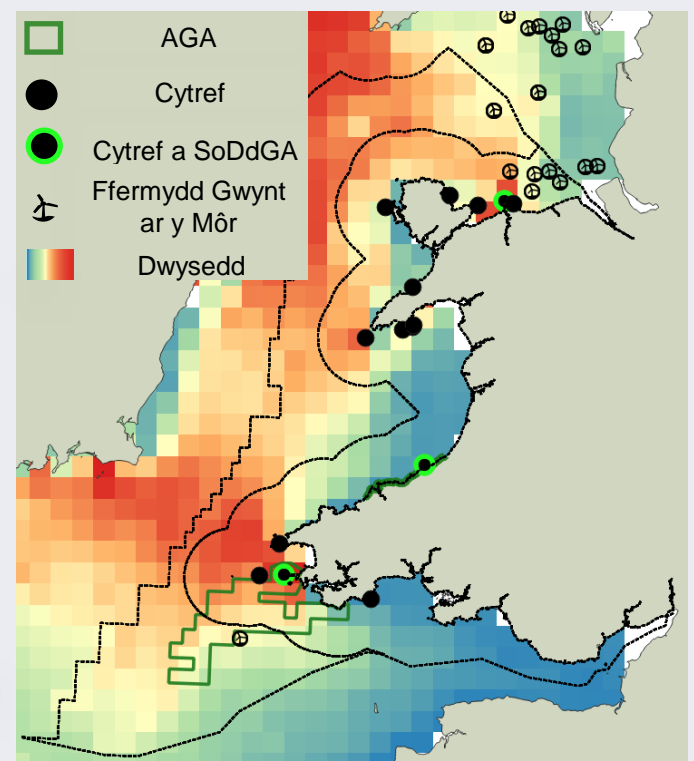 AGA
Cytref
Cytref a SoDdGA
Ffermydd Gwynt
ar y Môr
Dwysedd